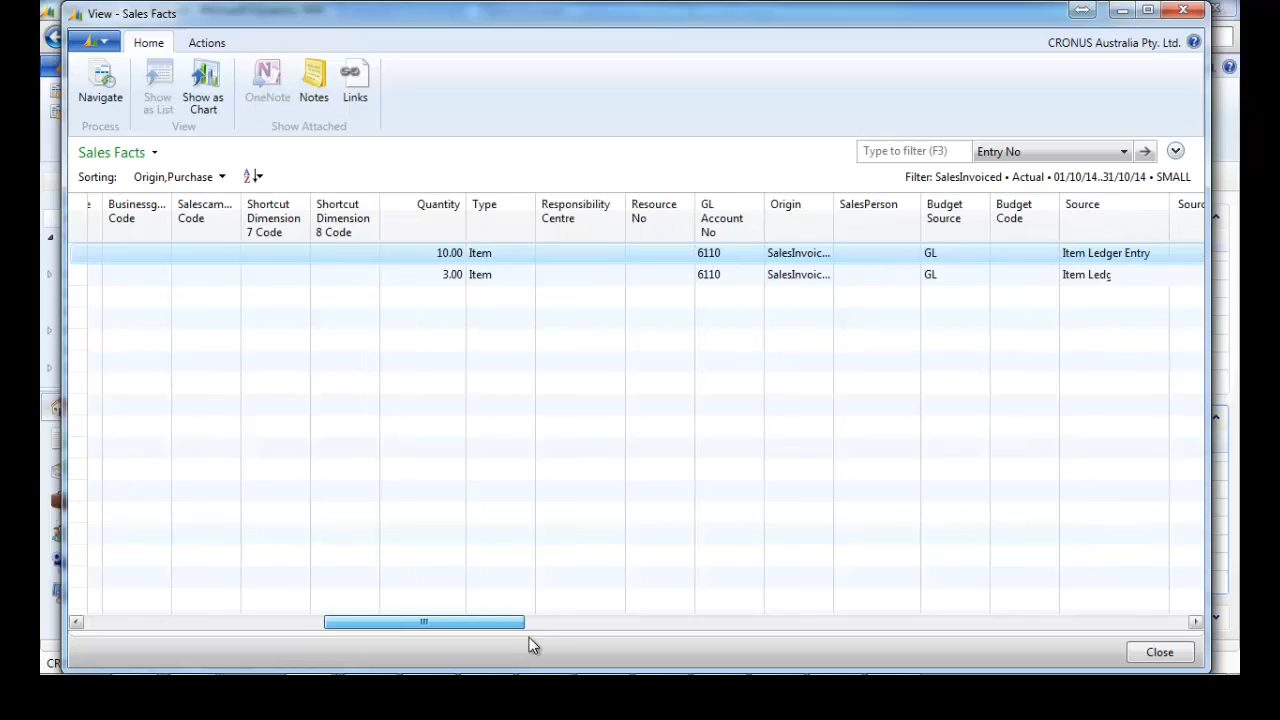 View - Sales Facts
Home Actions CRONUS Australia Pty. Ltd.
Navigate Show as List Show as Chart OneNote Notes Links
Process View Show Attached
Sales Facts Type to filter (F3) Entry No
Sorting: Origin,Purchase Filter: SalesInvoiced • Actual • 01/10/14..31/10/14 • SMALL
Businessg... Code Salescam... Code Shortcut Dimension 7 Code Shortcut Dimension 8 Code Quantity Type Responsibility Centre Resource No GL Account No Origin SalesPerson Budget Source Budget Code Source
10.00 Item 6110 SalesInvoic... GL Item Ledger Entry
3.00 Item 6110 SalesInvoic... GL Item Ledg
Close